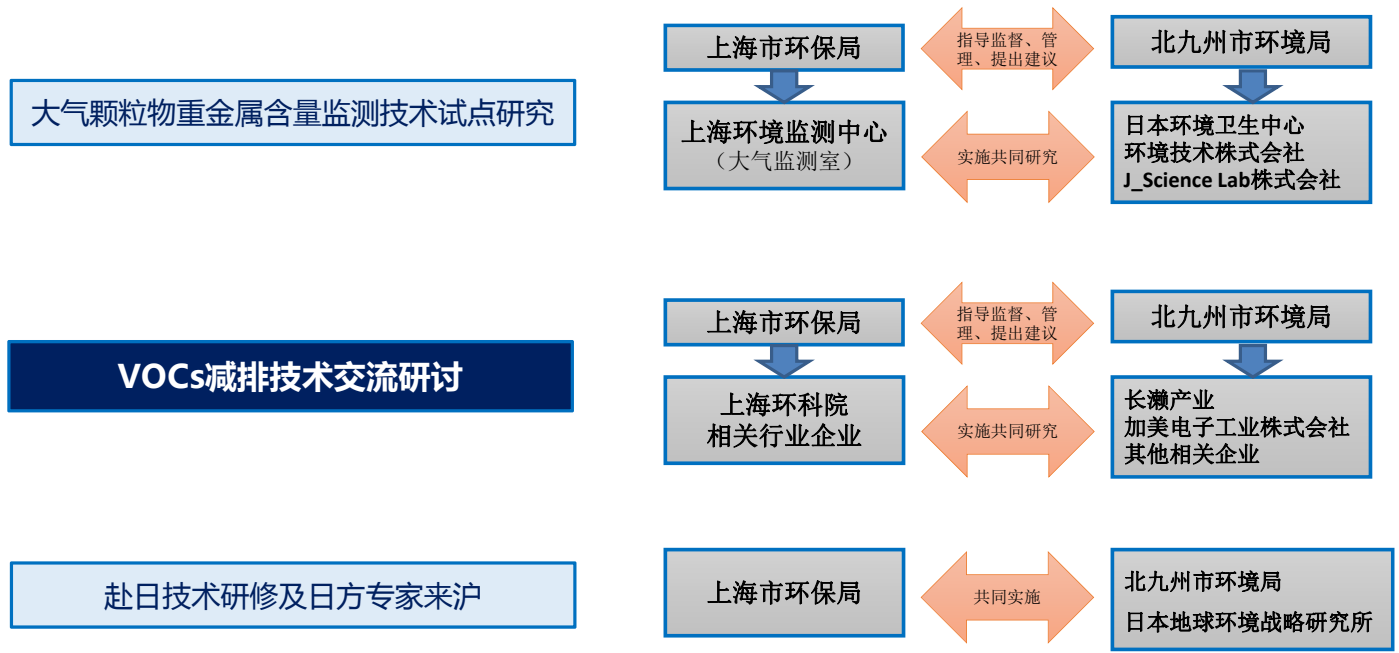 上海市环保局
指导监督、管
理、提出建议
北九州市环境局
大气颗粒物重金属含量监测技术试点研究
上海环境监测中心
（大气监测室）
实施共同研究
日本环境卫生中心
环境技术株式会社
J_Science Lab株式会社
上海市环保局
指导监督、管
理、提出建议
北九州市环境局
VOCs减排技术交流研讨
上海环科院
相关行业企业
实施共同研究
长濑产业
加美电子工业株式会社
其他相关企业
赴日技术研修及日方专家来沪
上海市环保局
共同实施
北九州市环境局
日本地球环境战略研究所